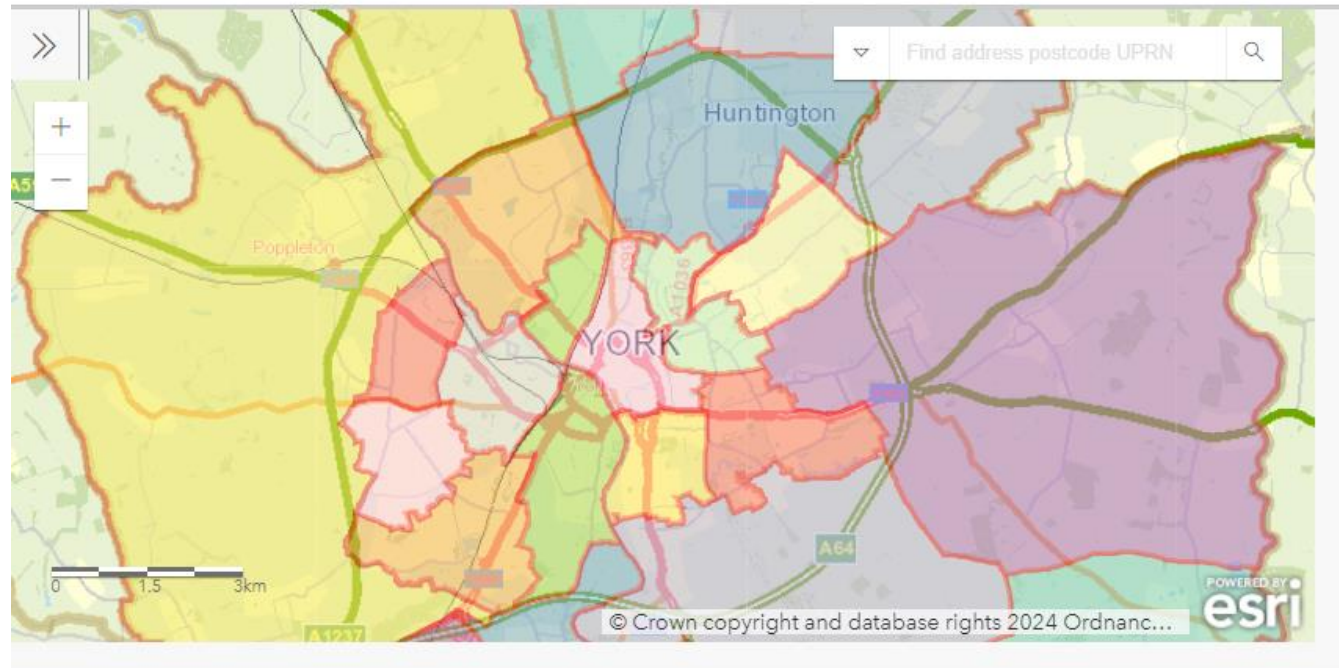 Find address postcode UPRN
Huntington
A59
Poppleton
A1036
YORK
A64
0 1.5 3km
POWERED BY
esri
© Crown copyright and database rights 2024 Ordnanc...
A1237